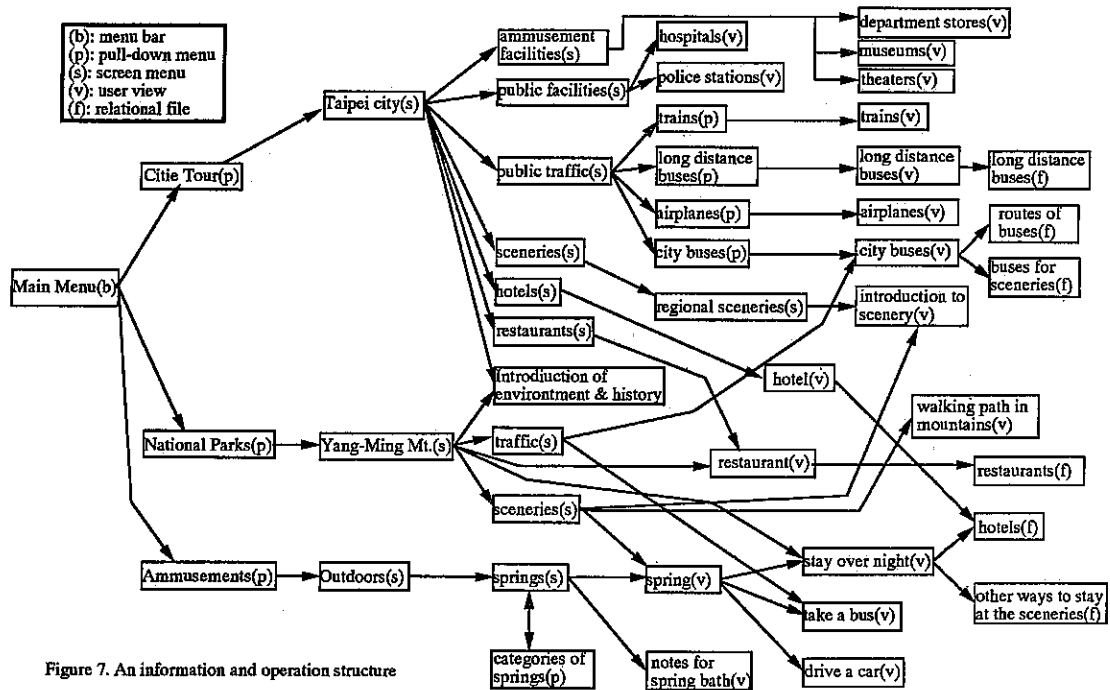 (b): menu bar
(p): pull-down menu
(s): screen menu
(v): user view
(f): relational file
Main Menu(b)
Citie Tour(p)
National Parks(p)
Ammusements(p)
Taipei city(s)
Yang-Ming Mt.(s)
Outdoors(s)
ammusement
facilities(s)
public facilities(s)
public traffic(s)
sceneries(s)
hotels(s)
restaurants(s)
Introdiuction of
environtment & history
traffic(s)
sceneries(s)
springs(s)
categories of
springs(p)
hospitals(v)
police stations(v)
trains(p)
long distance
buses(p)
airplanes(p)
city buses(p)
regional sceneries(s)
hotel(v)
restaurant(v)
spring(v)
notes for
spring bath(v)
department stores(v)
museums(v)
theaters(v)
trains(v)
long distance
buses(v)
airplanes(v)
city buses(v)
introduction to
scenery(v)
walking path in
mountains(v)
stay over night(v)
take a bus(v)
drive a car(v)
long distance
buses(f)
routes of
buses(f)
buses for
sceneries(f)
restaurants(f)
hotels(f)
other ways to stay
at the sceneries(f)
Figure 7. An information and operation structure